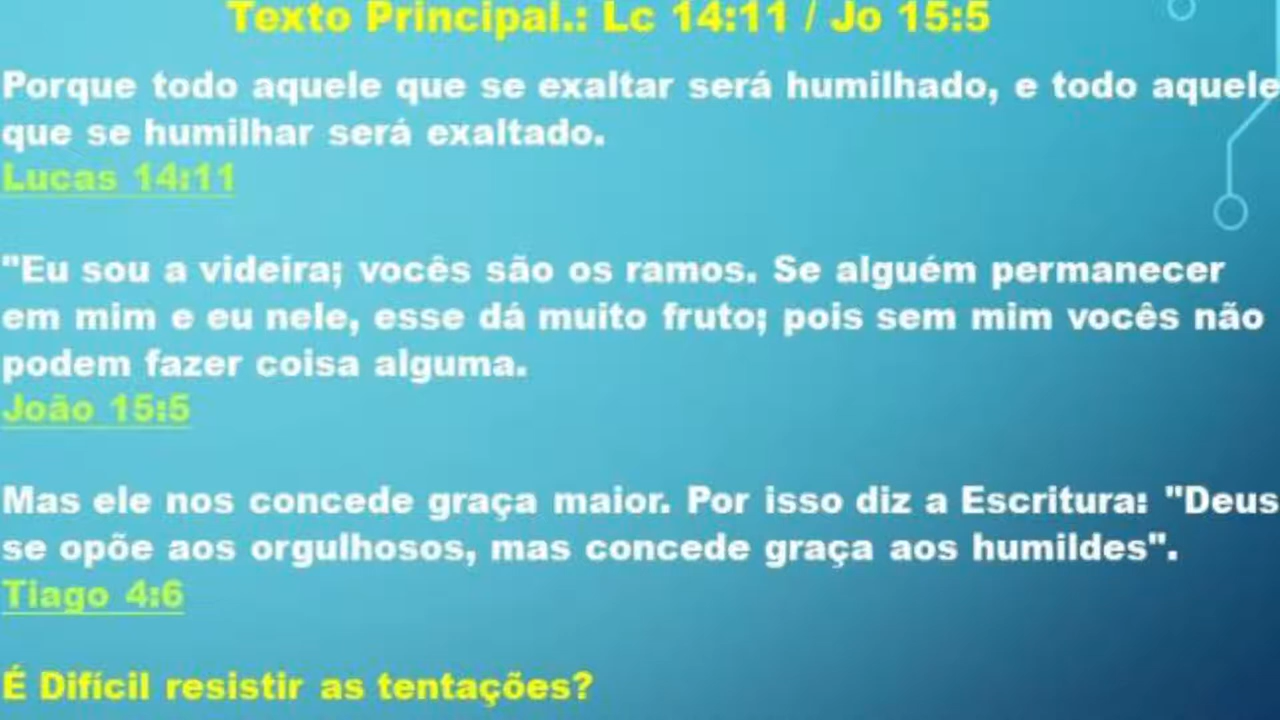 Texto Principal.: Lc 14:11 / Jo 15:5
Porque todo aquele que se exaltar será humilhado, e todo aquele
que se humilhar será exaltado.
Lucas 14:11
"Eu sou a videira; vocês são os ramos. Se alguém permanecer
em mim e eu nele, esse dá muito fruto; pois sem mim vocês não
podem fazer coisa alguma.
João 15:5
Mas ele nos concede graça maior. Por isso diz a Escritura: "Deus
se opõe aos orgulhosos, mas concede graça aos humildes".
Tiago 4:6
É Difícil resistir as tentações?